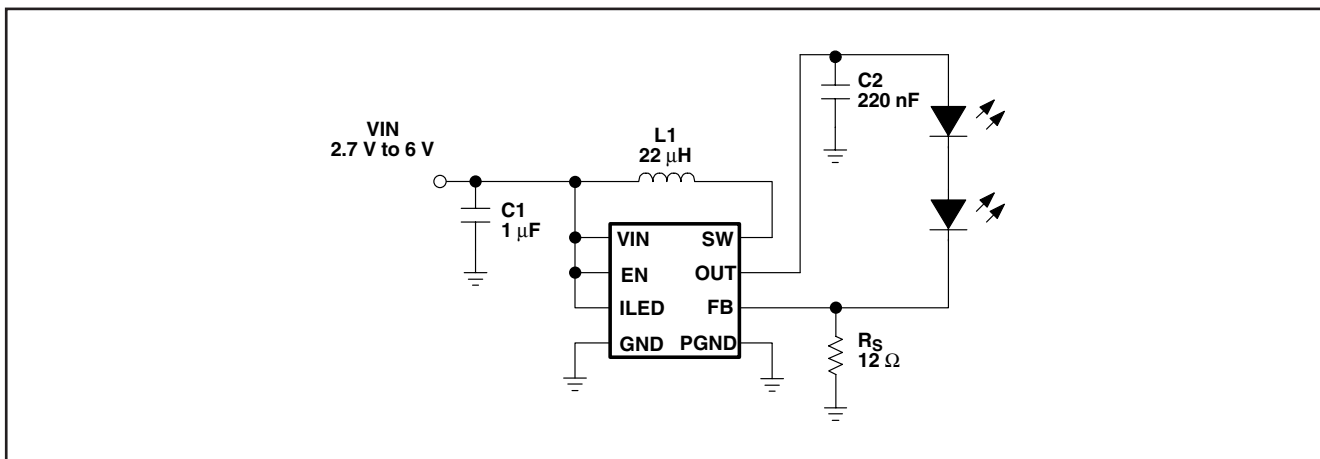 C2
220 nF
VIN
2.7 V to 6 V
L1
22 μH
C1
1 μF
VIN
SW
EN
OUT
ILED
FB
GND
PGND
RS
12 Ω